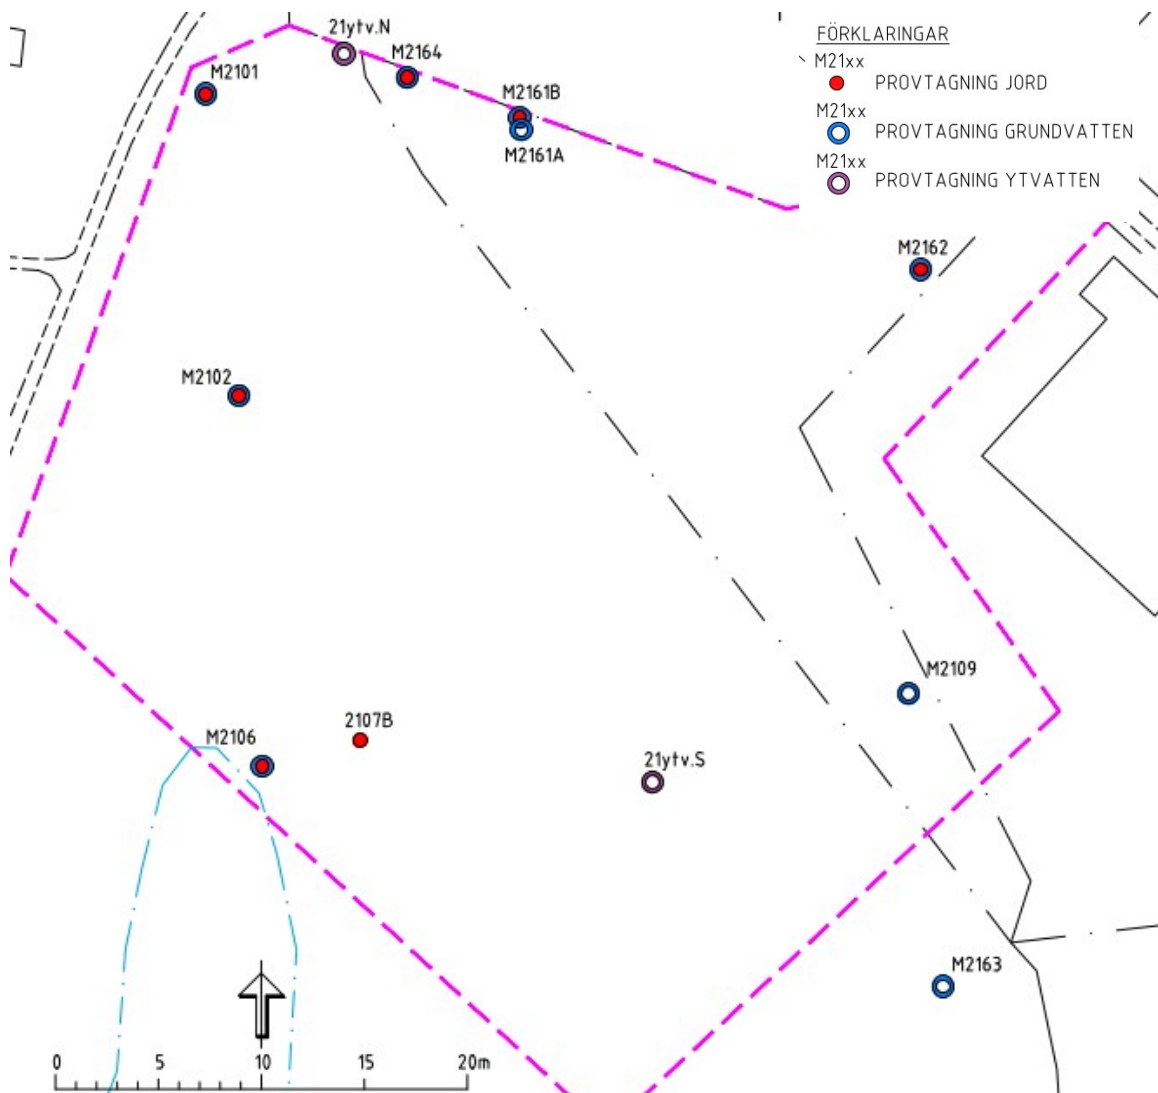 21ytv.N
M2164
M2101
M2161B
M2161A
FÖRKLARINGAR
M21xx
PROVTAGNING JORD
M21xx
PROVTAGNING GRUNDVATTEN
M21xx
PROVTAGNING YTVATTEN
M2162
M2102
M2109
2107B
M2106
21ytv.S
M2163
0 5 10 15 20m